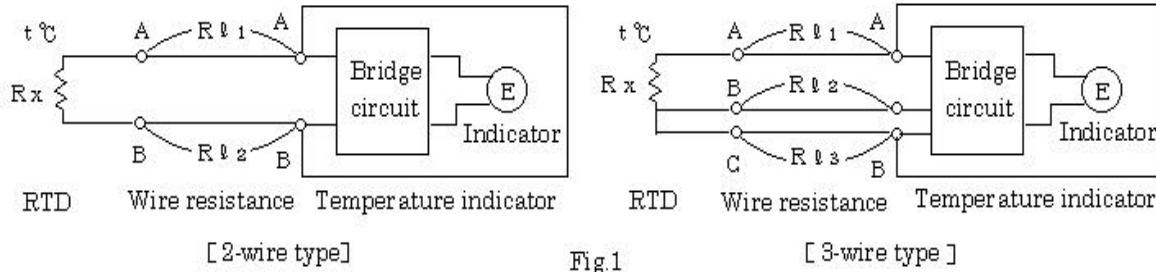 t℃ A Rℓ1 A
Rx Bridge circuit E
Indicator
B Rℓ2 B
RTD Wire resistance Temperature indicator
[2-wire type]
t℃ A Rℓ1 A
Rx B Rℓ2 Bridge circuit E
Indicator
C Rℓ3 B
RTD Wire resistance Temperature indicator
[3-wire type]
Fig.1